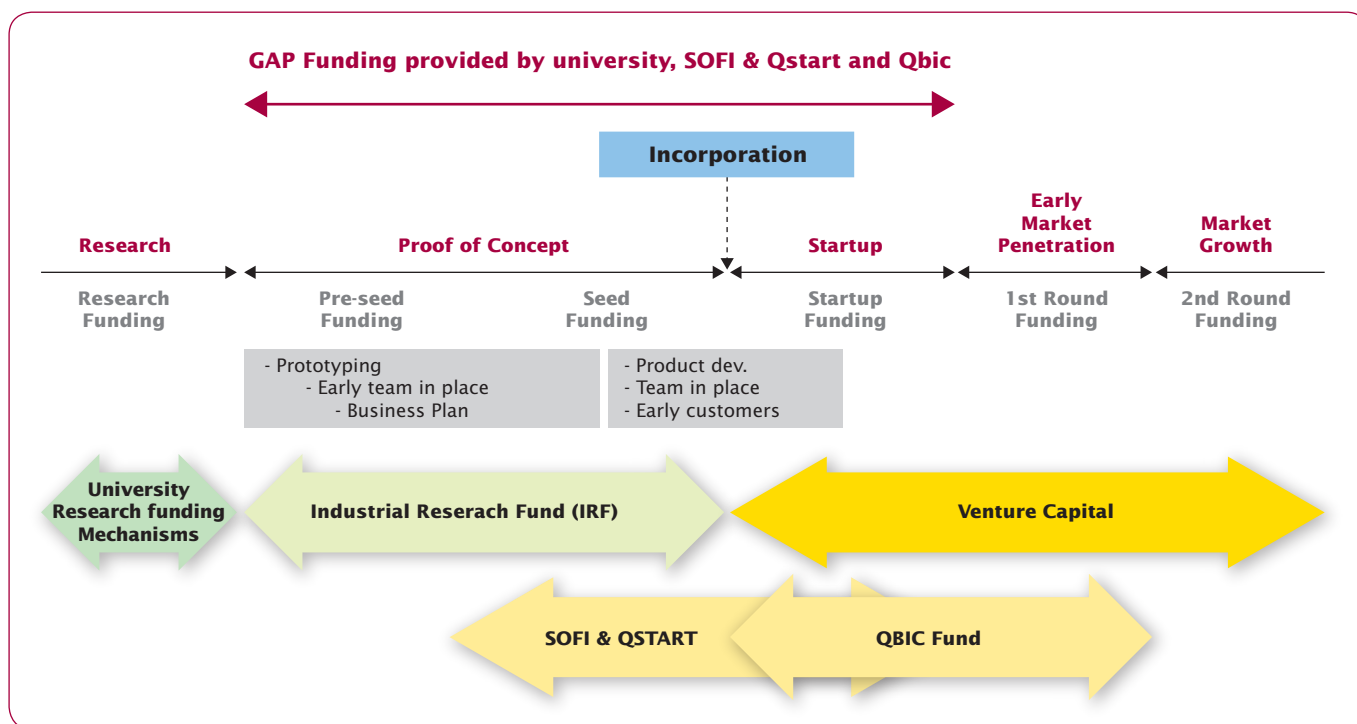 GAP Funding provided by university, SOFI & Qstart and Qbic
Incorporation
Research
Proof of Concept
Startup
Early
Market
Penetration
Market
Growth
Research
Funding
Pre-seed
Funding
Seed
Funding
Startup
Funding
1st Round
Funding
2nd Round
Funding
- Prototyping
- Early team in place
- Business Plan
- Product dev.
- Team in place
- Early customers
University
Research funding
Mechanisms
Industrial Reserach Fund (IRF)
Venture Capital
SOFI & QSTART
QBIC Fund